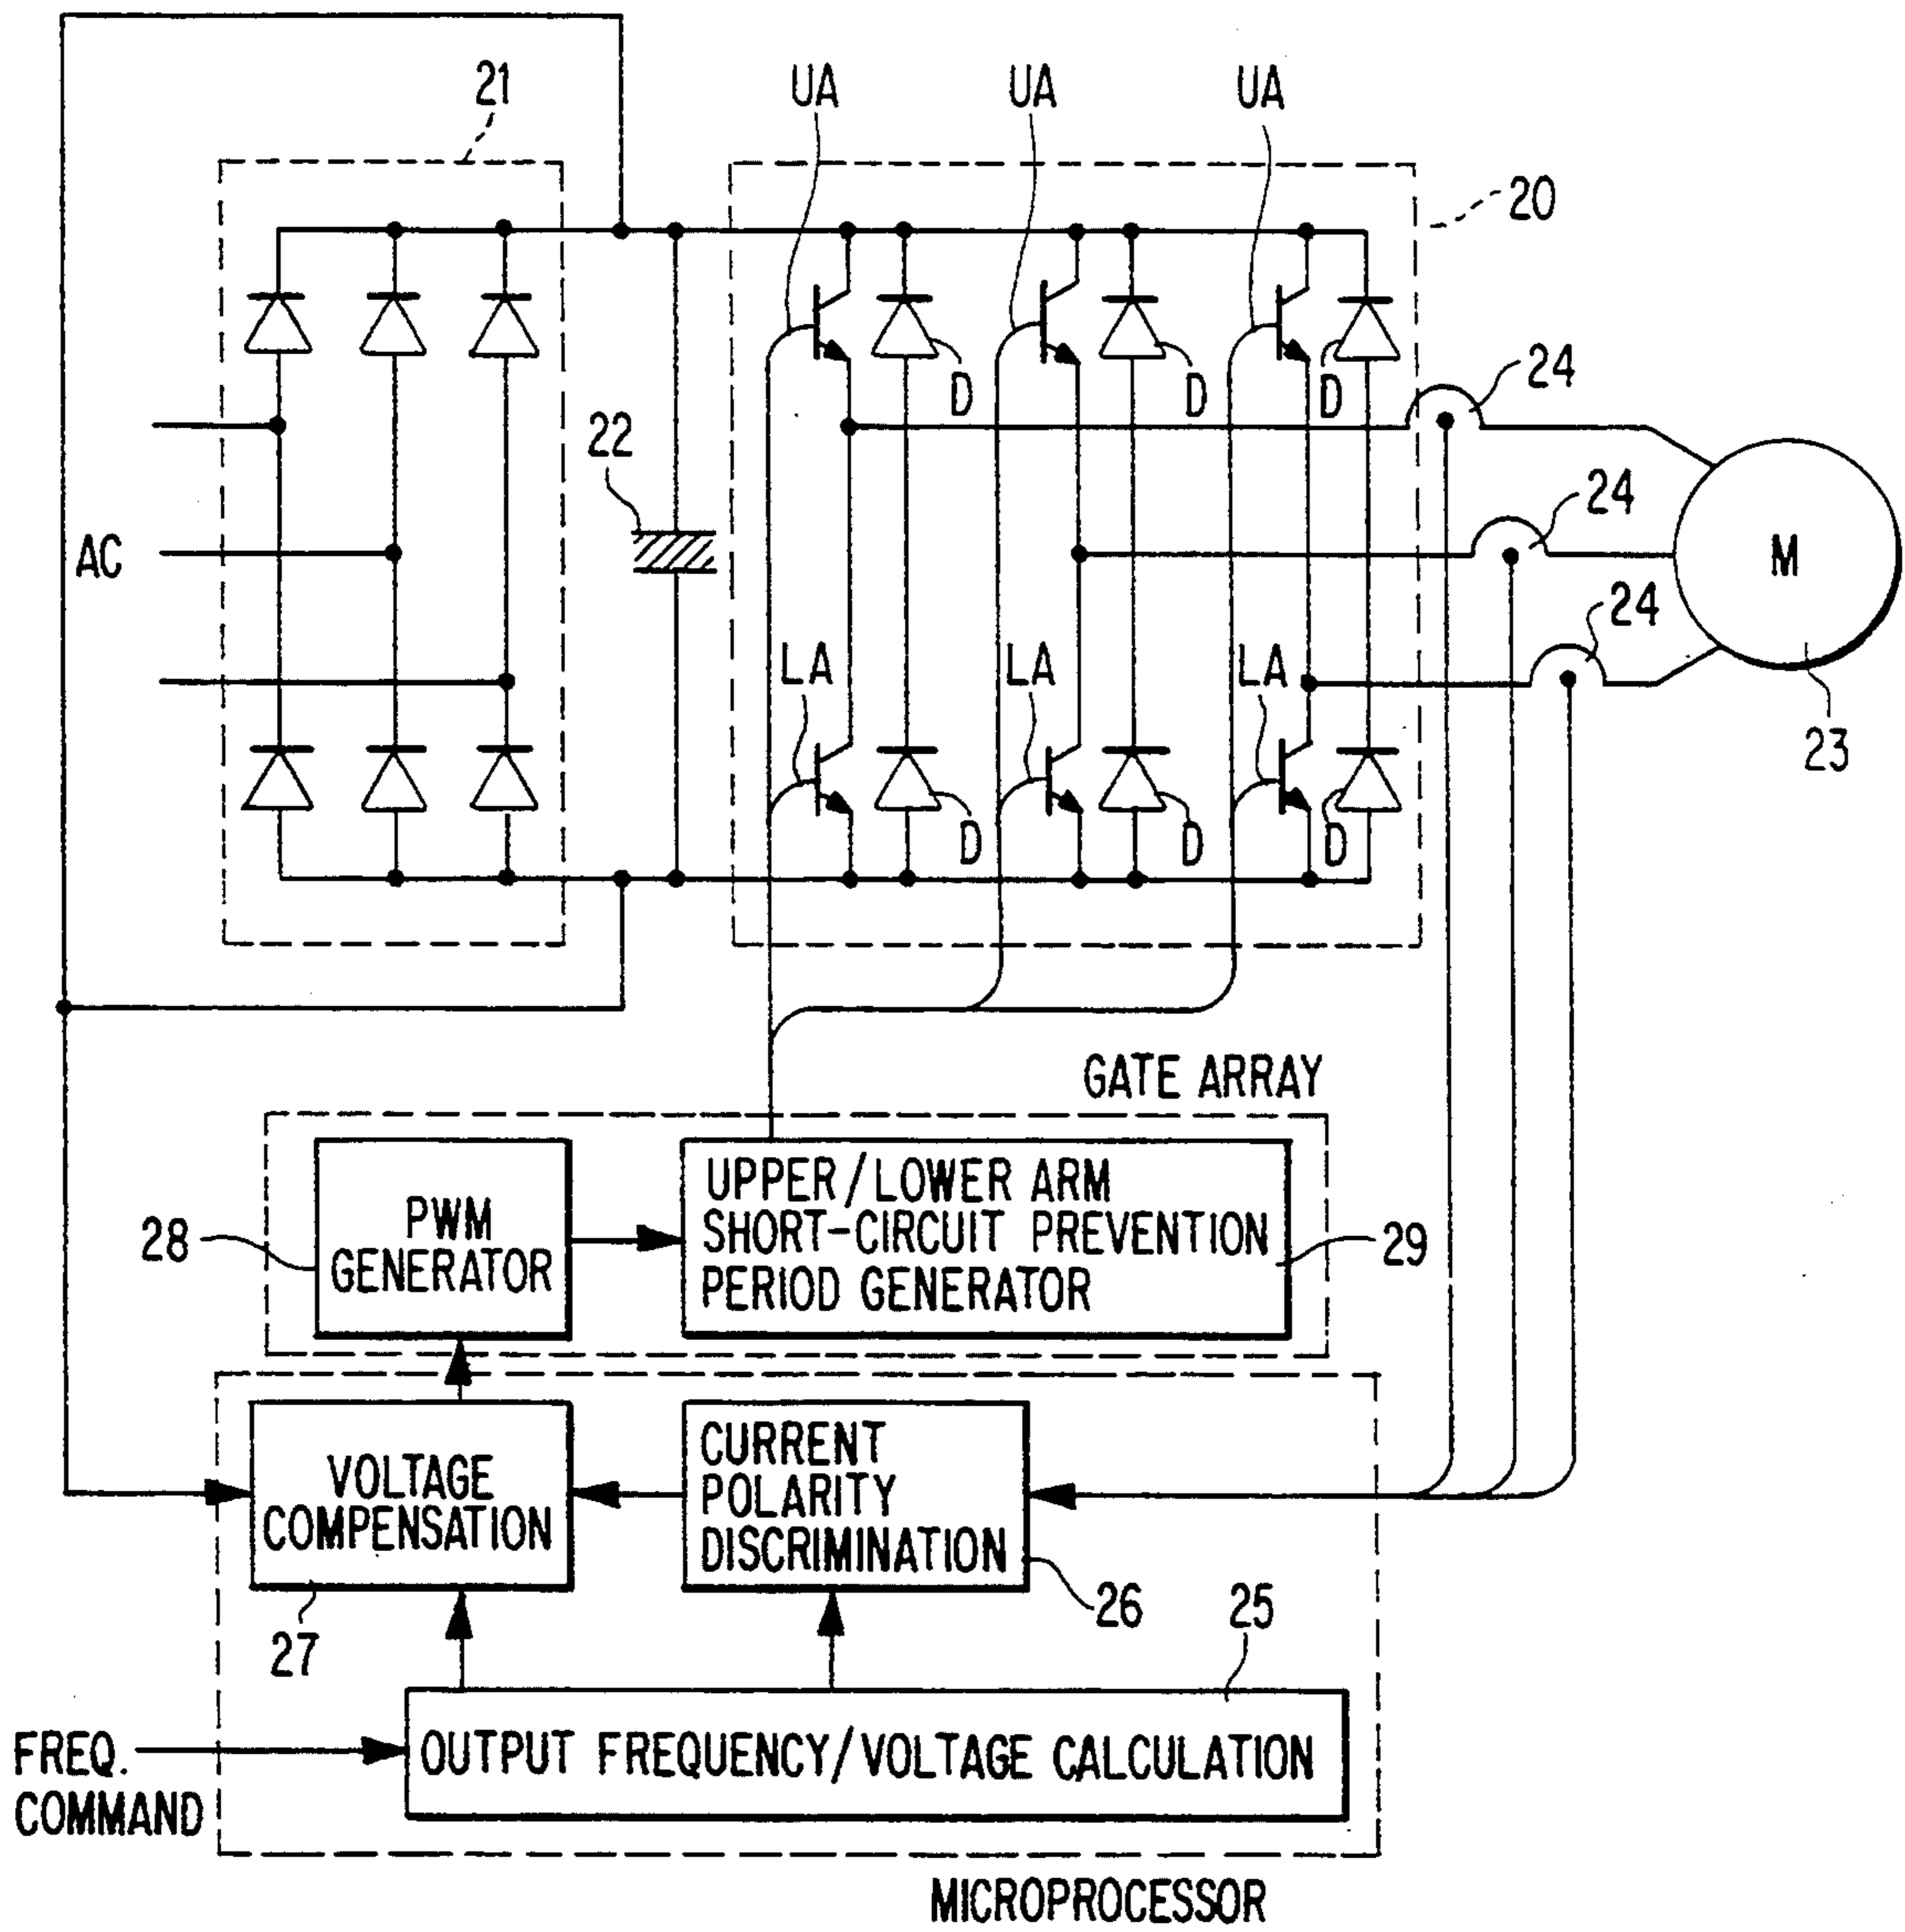 21
UA
UA
UA
20
D
D
D
24
22
24
AC
M
24
LA
LA
LA
23
D
D
D
GATE ARRAY
PWM
GENERATOR
UPPER/LOWER ARM
SHORT-CIRCUIT PREVENTION
PERIOD GENERATOR
28
29
VOLTAGE
COMPENSATION
CURRENT
POLARITY
DISCRIMINATION
27
26
25
FREQ.
COMMAND
OUTPUT FREQUENCY/VOLTAGE CALCULATION
MICROPROCESSOR